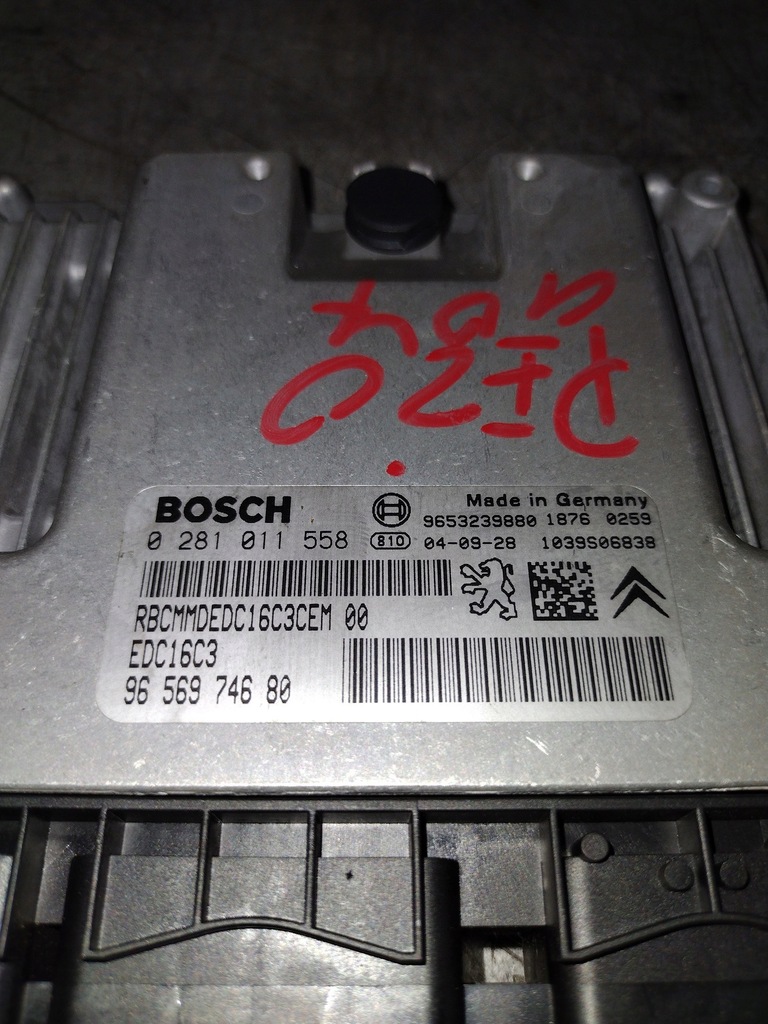 BOSCH
Made in Germany
9653239880 1876 0259
0 281 011 558
810 04-09-28 1039S06838
RBCMMDEDC16C3CEM 00
EDC16C3
96 569 746 80